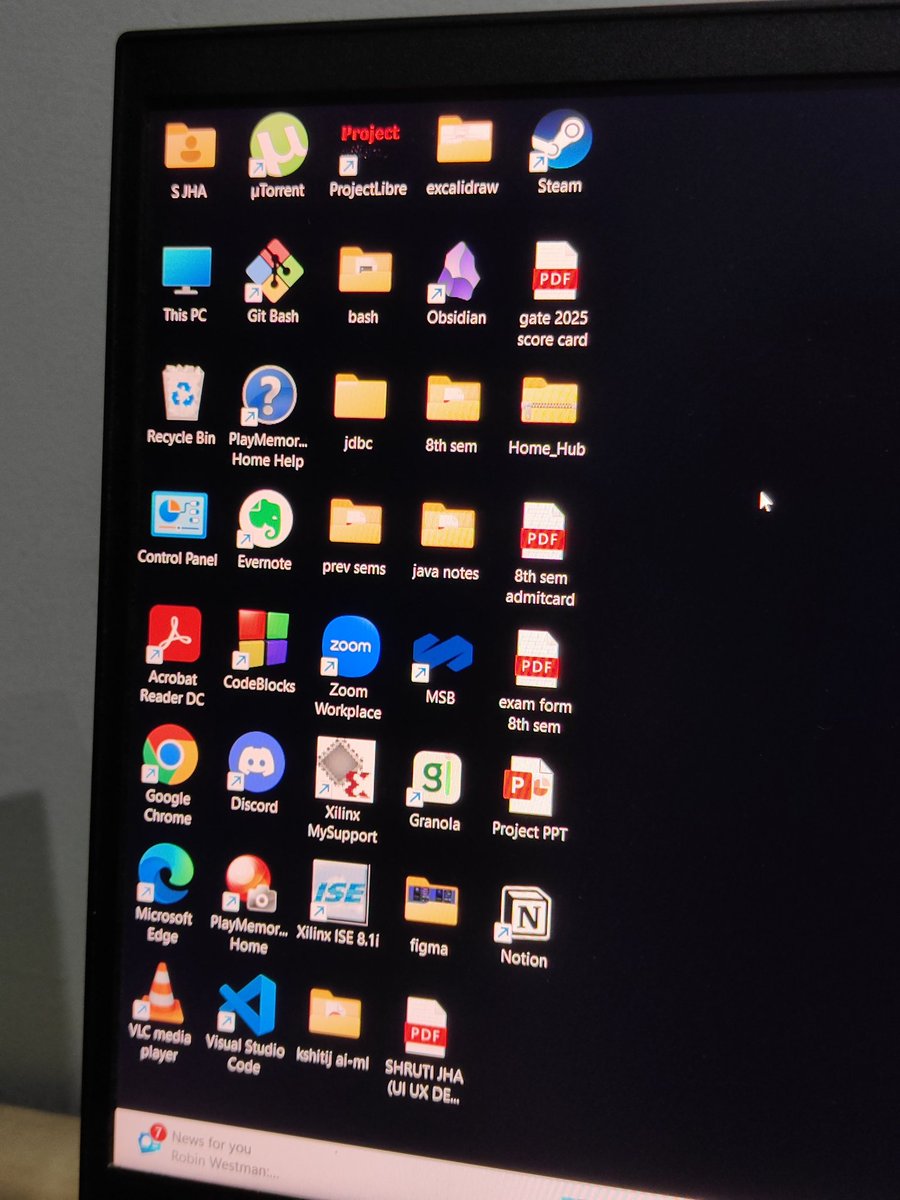 S JHA
µTorrent
Project
ProjectLibre
excalidraw
Steam
This PC
Git Bash
bash
Obsidian
PDF
gate 2025
score card
Recycle Bin
PlayMemor...
Home Help
jdbc
8th sem
Home_Hub
Control Panel
Evernote
prev sems
java notes
PDF
8th sem
admitcard
Acrobat
Reader DC
CodeBlocks
zoom
Zoom
Workplace
MSB
PDF
exam form
8th sem
Google
Chrome
Discord
Xilinx
MySupport
g
Granola
P
Project PPT
Microsoft
Edge
PlayMemor...
Home
ISE
Xilinx ISE 8.1i
figma
N
Notion
VLC media
player
Visual Studio
Code
kshitij ai-ml
PDF
SHRUTI JHA
(UI UX DE...
7
News for you
Robin Westman:...